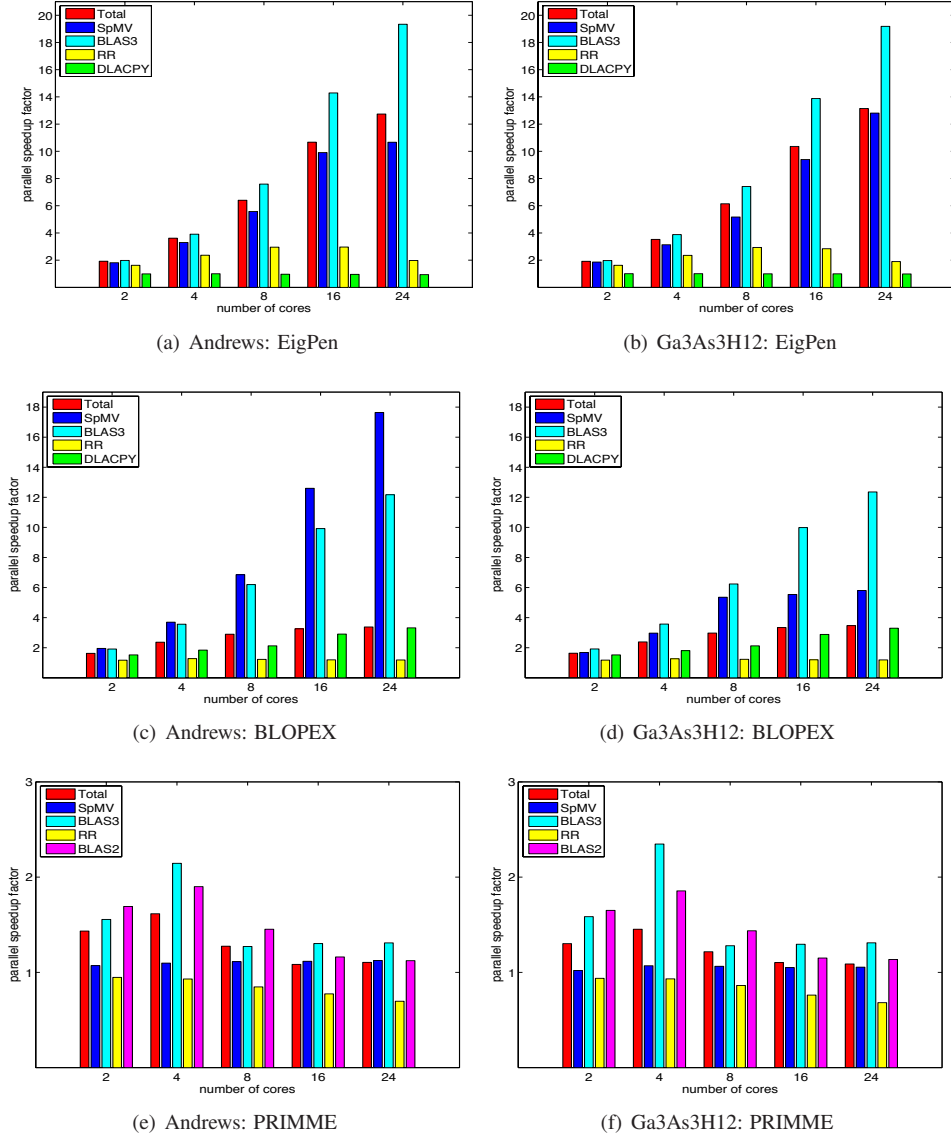 20
18
16
14
12
10
8
6
4
2
parallel speedup factor
Total
SpMV
BLAS3
RR
DLACPY
2 4 8 16 24
number of cores
(a) Andrews: EigPen
20
18
16
14
12
10
8
6
4
2
parallel speedup factor
Total
SpMV
BLAS3
RR
DLACPY
2 4 8 16 24
number of cores
(b) Ga3As3H12: EigPen
18
16
14
12
10
8
6
4
2
parallel speedup factor
Total
SpMV
BLAS3
RR
DLACPY
2 4 8 16 24
number of cores
(c) Andrews: BLOPEX
18
16
14
12
10
8
6
4
2
parallel speedup factor
Total
SpMV
BLAS3
RR
DLACPY
2 4 8 16 24
number of cores
(d) Ga3As3H12: BLOPEX
3
2
1
parallel speedup factor
Total
SpMV
BLAS3
RR
BLAS2
2 4 8 16 24
number of cores
(e) Andrews: PRIMME
3
2
1
parallel speedup factor
Total
SpMV
BLAS3
RR
BLAS2
2 4 8 16 24
number of cores
(f) Ga3As3H12: PRIMME